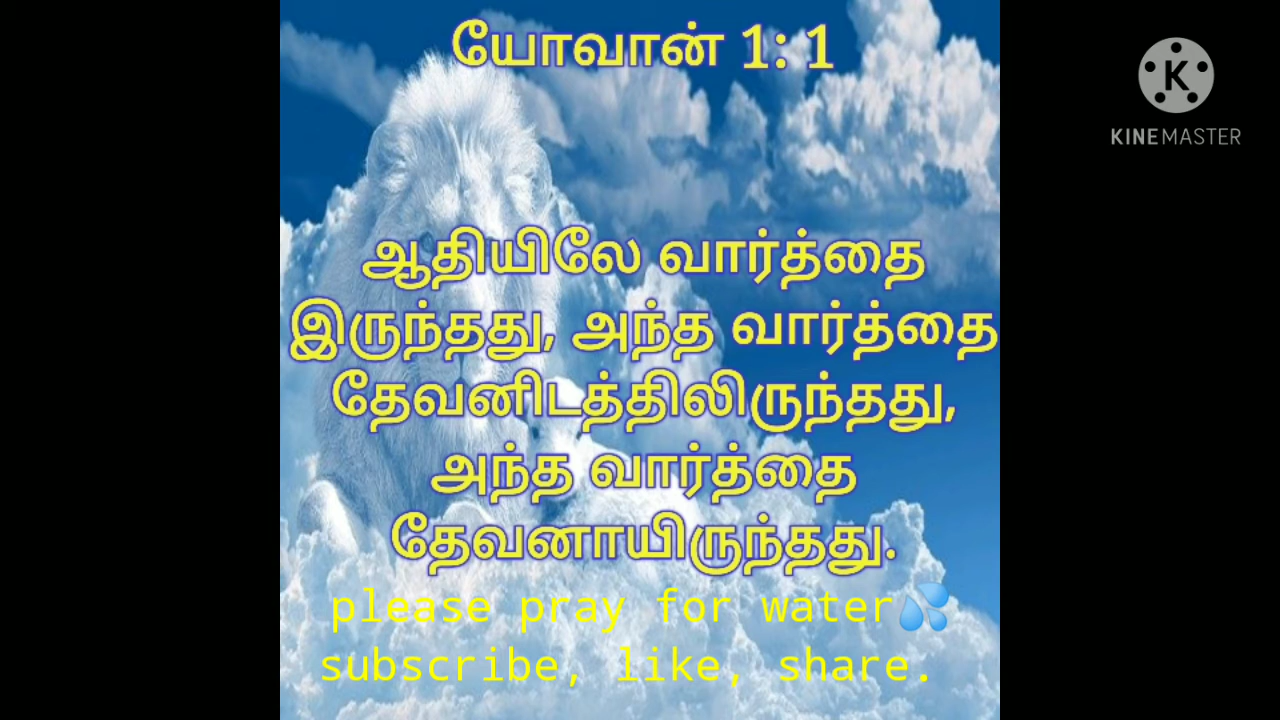 யோவான் 1: 1
KINEMASTER
ஆதியிலே வார்த்தை
இருந்தது, அந்த வார்த்தை
தேவனிடத்திலிருந்தது,
அந்த வார்த்தை
தேவனாயிருந்தது.
please pray for water💦
subscribe, like, share.